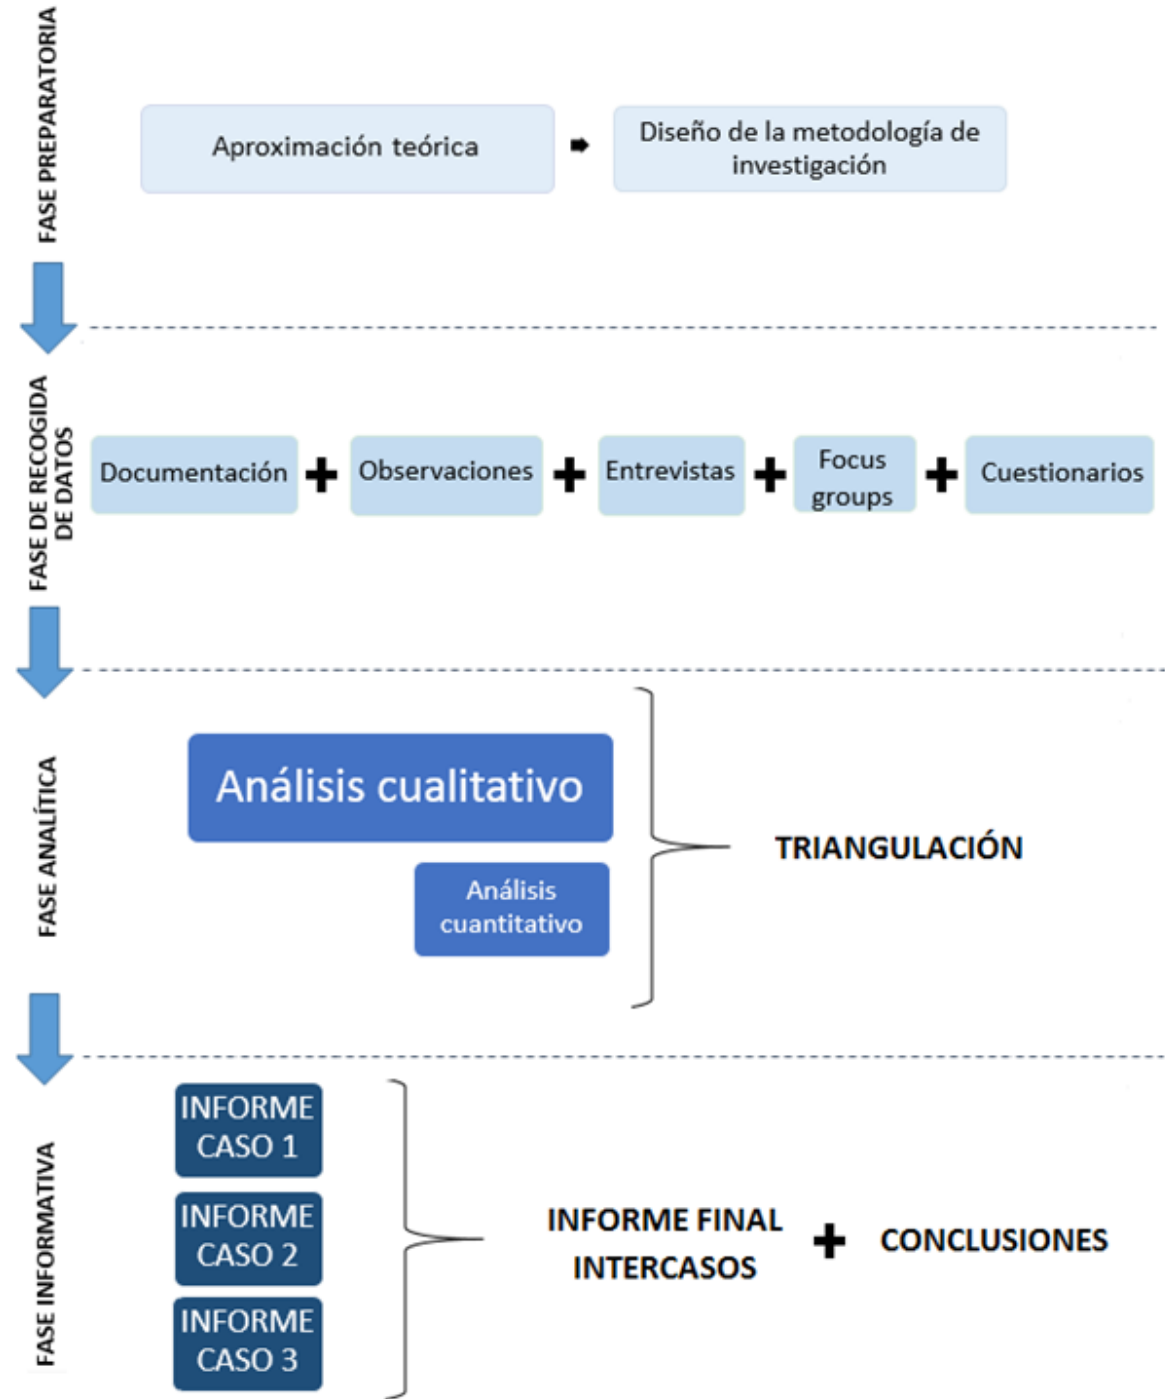 FASE PREPARATORIA
Aproximación teórica
Diseño de la metodología de
investigación
FASE DE RECOGIDA
DE DATOS
Documentación
Observaciones
Entrevistas
Focus
groups
Cuestionarios
FASE ANALÍTICA
Análisis cualitativo
Análisis
cuantitativo
TRIANGULACIÓN
FASE INFORMATIVA
INFORME
CASO 1
INFORME
CASO 2
INFORME
CASO 3
INFORME FINAL
INTERCASOS
CONCLUSIONES